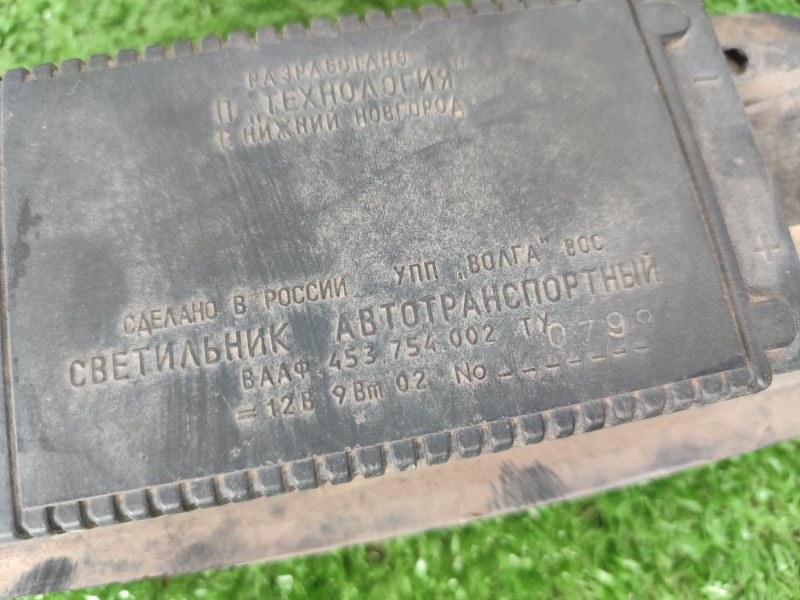 РАЗРАБОТАНО
П „ТЕХНОЛОГИЯ"
Г НИЖНИЙ НОВГОРОД
СДЕЛАНО В РОССИИ УПП „ВОЛГА" ВОС
СВЕТИЛЬНИК АВТОТРАНСПОРТНЫЙ
ВААФ 453 754 002 ТУ
=12В 9Вт 02 No _ _ _ _ _ _ _
−
+